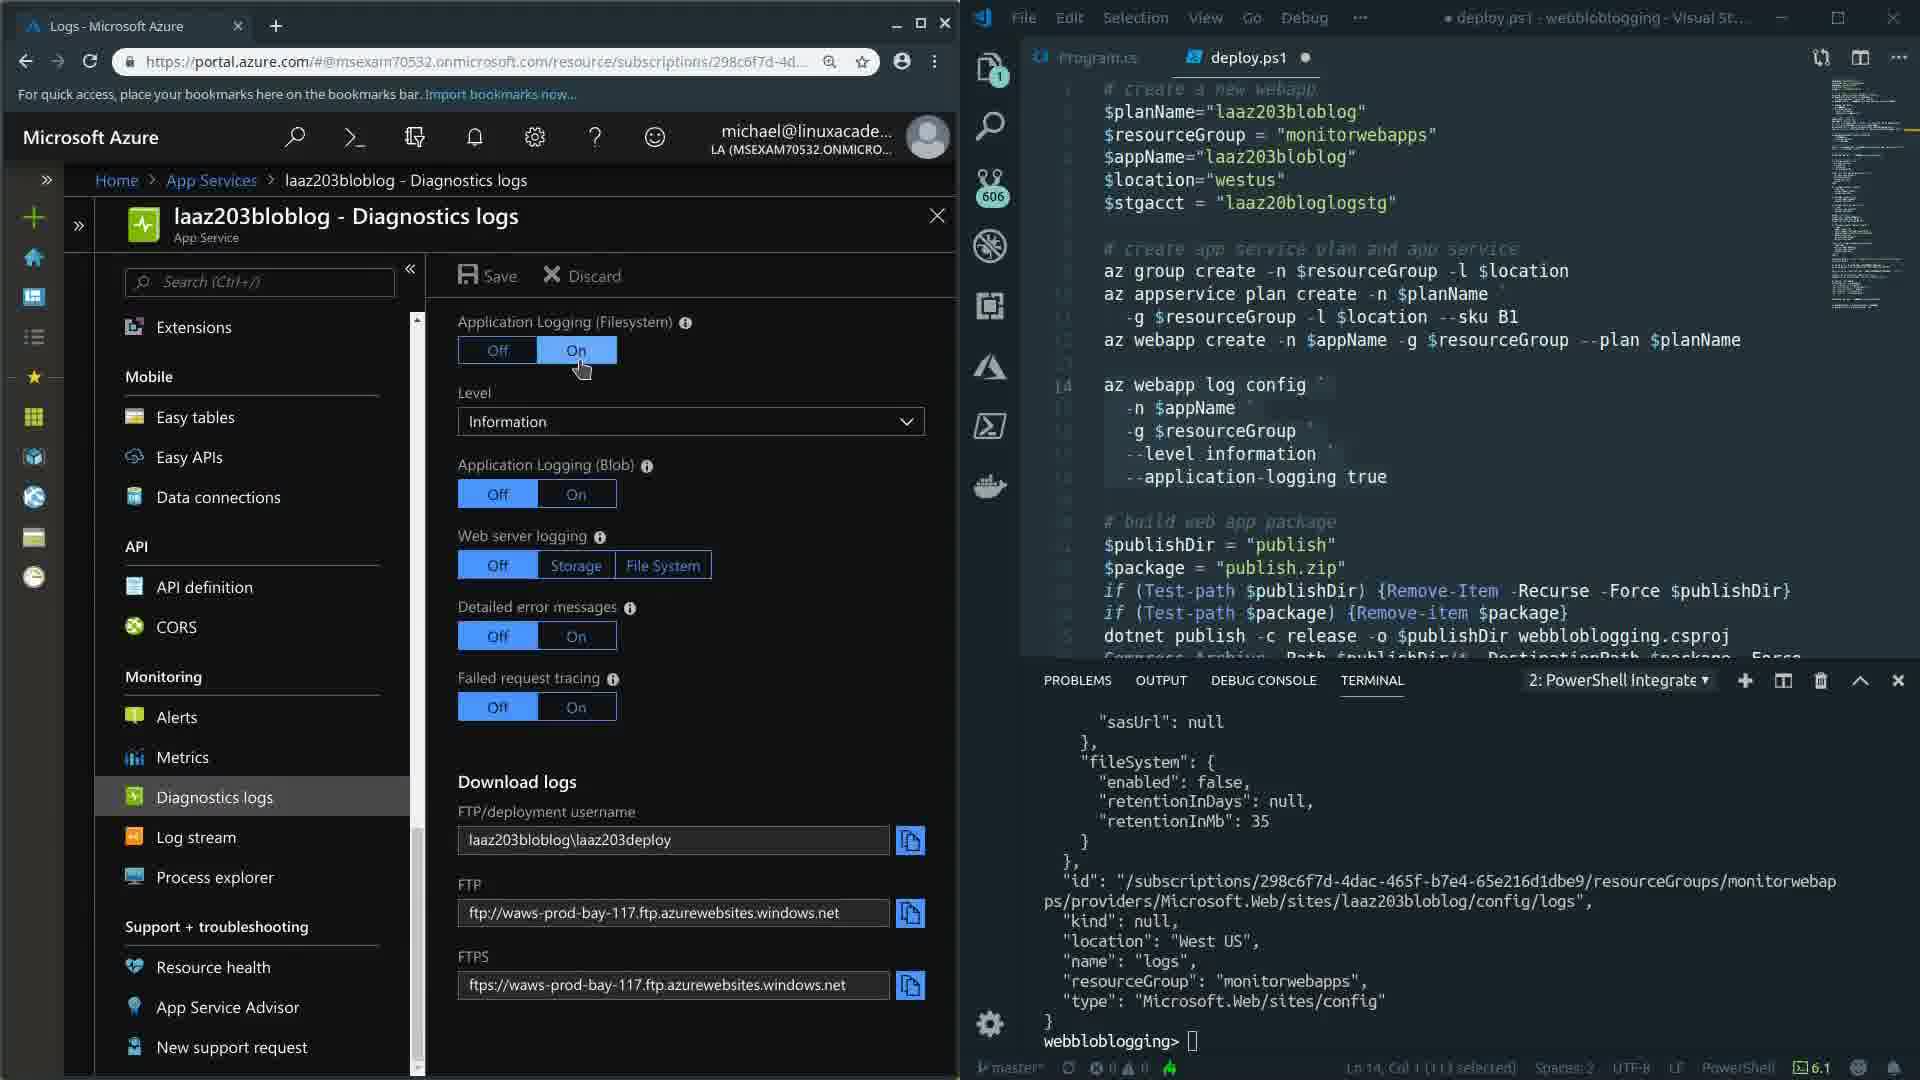 Logs - Microsoft Azure
https://portal.azure.com/#@msexam70532.onmicrosoft.com/resource/subscriptions/298c6f7d-4d...
For quick access, place your bookmarks here on the bookmarks bar. Import bookmarks now...
Microsoft Azure
michael@linuxacade...
LA (MSEXAM70532.ONMICRO...
Home > App Services > laaz203bloblog - Diagnostics logs
laaz203bloblog - Diagnostics logs
App Service
Search (Ctrl+/)
Extensions
Mobile
Easy tables
Easy APIs
Data connections
API
API definition
CORS
Monitoring
Alerts
Metrics
Diagnostics logs
Log stream
Process explorer
Support + troubleshooting
Resource health
App Service Advisor
New support request
Save Discard
Application Logging (Filesystem)
Off On
Level
Information
Application Logging (Blob)
Off On
Web server logging
Off Storage File System
Detailed error messages
Off On
Failed request tracing
Off On
Download logs
FTP/deployment username
laaz203bloblog\laaz203deploy
FTP
ftp://waws-prod-bay-117.ftp.azurewebsites.windows.net
FTPS
ftps://waws-prod-bay-117.ftp.azurewebsites.windows.net
File Edit Selection View Go Debug ···
● deploy.ps1 - webbloblogging - Visual St...
Program.cs deploy.ps1
1
606
# create a new webapp
$planName="laaz203bloblog"
$resourceGroup = "monitorwebapps"
$appName="laaz203bloblog"
$location="westus"
$stgacct = "laaz20bloglogstg"
# create app service plan and app service
az group create -n $resourceGroup -l $location
az appservice plan create -n $planName `
-g $resourceGroup -l $location --sku B1
az webapp create -n $appName -g $resourceGroup --plan $planName
14 az webapp log config `
-n $appName `
-g $resourceGroup `
--level information `
--application-logging true
# build web app package
$publishDir = "publish"
$package = "publish.zip"
if (Test-path $publishDir) {Remove-Item -Recurse -Force $publishDir}
if (Test-path $package) {Remove-item $package}
dotnet publish -c release -o $publishDir webbloblogging.csproj
Compress-Archive -Path $publishDir/* -DestinationPath $package -Force
PROBLEMS OUTPUT DEBUG CONSOLE TERMINAL
2: PowerShell Integrate
"sasUrl": null
},
"fileSystem": {
"enabled": false,
"retentionInDays": null,
"retentionInMb": 35
}
},
"id": "/subscriptions/298c6f7d-4dac-465f-b7e4-65e216d1dbe9/resourceGroups/monitorwebap
ps/providers/Microsoft.Web/sites/laaz203bloblog/config/logs",
"kind": null,
"location": "West US",
"name": "logs",
"resourceGroup": "monitorwebapps",
"type": "Microsoft.Web/sites/config"
}
webbloblogging>
master* 0 0 Ln 14, Col 1 (113 selected) Spaces: 2 UTF-8 LF PowerShell 6.1